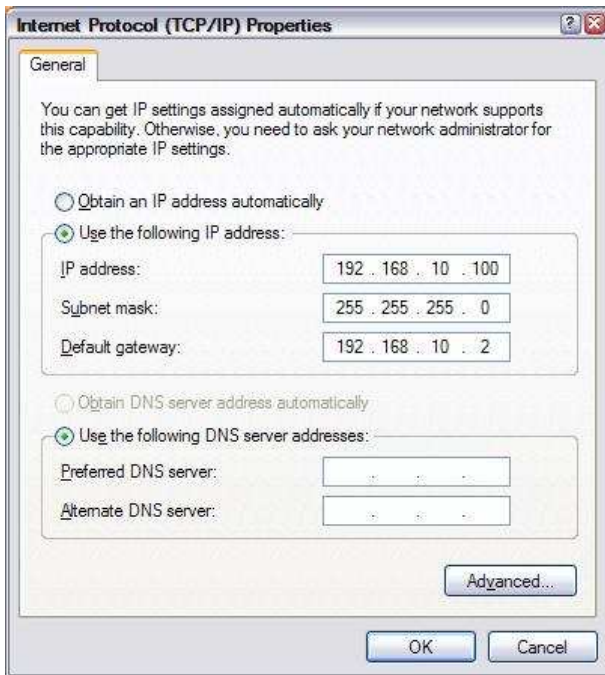 Internet Protocol (TCP/IP) Properties
General
You can get IP settings assigned automatically if your network supports
this capability. Otherwise, you need to ask your network administrator for
the appropriate IP settings.
Obtain an IP address automatically
Use the following IP address:
IP address: 192 . 168 . 10 . 100
Subnet mask: 255 . 255 . 255 . 0
Default gateway: 192 . 168 . 10 . 2
Obtain DNS server address automatically
Use the following DNS server addresses:
Preferred DNS server: . . .
Alternate DNS server: . . .
Advanced...
OK Cancel